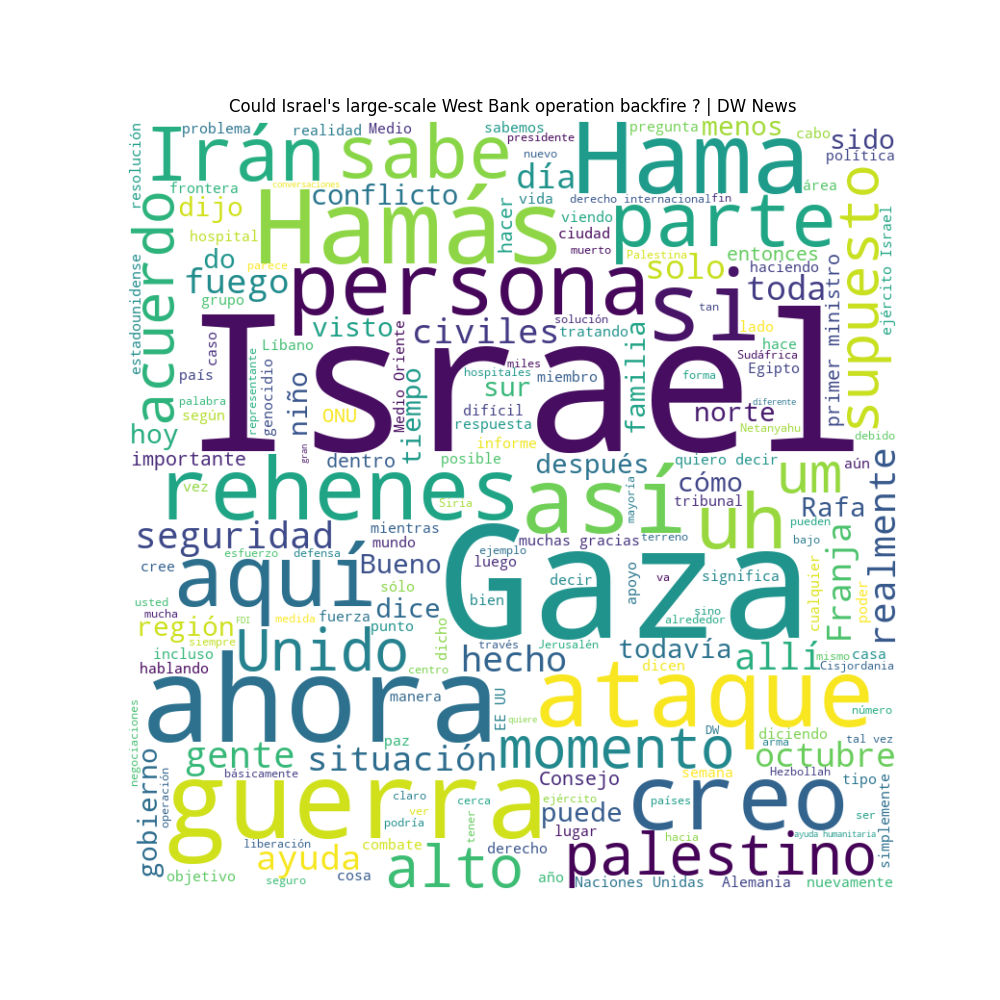 Could Israel's large-scale West Bank operation backfire ? | DW News
problema
realidad
Medio
sabemos
presidente
pregunta
menos
cabo
sido
política
resolución
Irán
sabe
Hama
nuevo
día
área
frontera
conversaciones
conflicto
vida
derecho internacional
fin
dijo
Hamás
hacer
viendo
parte
supuesto
ejército Israel
acuerdo
hospital
ciudad
muerto
Palestina
entonces
do
parece
persona
solo
haciendo
fuego
si
toda
estadounidense
grupo
tan
primer ministro
visto
civiles
solución
tratando
lado
caso
Líbano
Israel
hace
Sudáfrica
país
representante
genocidio
Medio Oriente
miles
hospitales
miembro
familia
forma
Egipto
niño
tiempo
sur
palabra
según
ONU
difícil
respuesta
norte
diferente
Netanyahu
hoy
gran
informe
debido
importante
dentro
posible
después
quiero decir
aún
realmente
rehenes
así
cómo
um
vez
Siria
mayoría
tribunal
Rafa
uh
seguridad
mientras
muchas gracias
terreno
pueden
mundo
Gaza
ejemplo
bajo
Franja
esfuerzo
defensa
Bueno
luego
cree
aquí
sólo
decir
apoyo
va
significa
cualquier
poder
usted
mucha
dice
bien
sino
FDI
medida
fuerza
alrededor
región
siempre
punto
dicho
Unido
través
Jerusalén
todavía
allí
mismo
casa
incluso
hecho
hablando
centro
dicen
Cisjordania
ahora
manera
EE UU
ataque
negociaciones
quiere
número
paz
DW
diciendo
tal vez
gente
situación
momento
arma
octubre
gobierno
operación
básicamente
Consejo
semana
Hezbollah
tipo
guerra
claro
cerca
ejército
países
creo
ver
puede
ser
simplemente
podría
tener
lugar
hacia
ayuda humanitaria
liberación
combate
derecho
ayuda
alto
palestino
objetivo
seguro
cosa
año
Naciones Unidas
Alemania
nuevamente